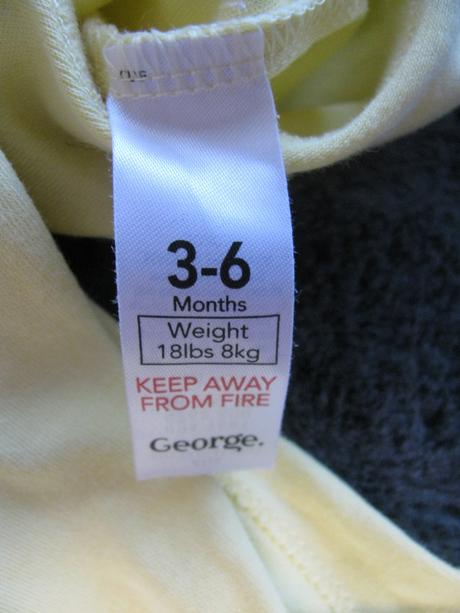 3-6
Months
Weight
18lbs 8kg
KEEP AWAY
FROM FIRE
George.